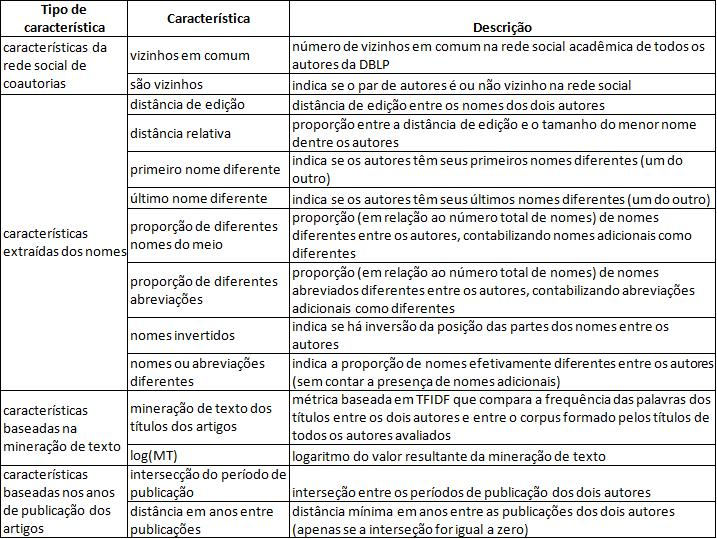 Tipo de
característica
Característica
Descrição
características da
rede social de
coautorias
vizinhos em comum
número de vizinhos em comum na rede social acadêmica de todos os
autores da DBLP
são vizinhos
indica se o par de autores é ou não vizinho na rede social
características
extraídas dos nomes
distância de edição
distância de edição entre os nomes dos dois autores
distância relativa
proporção entre a distância de edição e o tamanho do menor nome
dentre os autores
primeiro nome diferente
indica se os autores têm seus primeiros nomes diferentes (um do
outro)
último nome diferente
indica se os autores têm seus últimos nomes diferentes (um do outro)
proporção de diferentes
nomes do meio
proporção (em relação ao número total de nomes) de nomes
diferentes entre os autores, contabilizando nomes adicionais como
diferentes
proporção de diferentes
abreviações
proporção (em relação ao número total de nomes) de nomes
abreviados diferentes entre os autores, contabilizando abreviações
adicionais como diferentes
nomes invertidos
indica se há inversão da posição das partes dos nomes entre os
autores
nomes ou abreviações
diferentes
indica a proporção de nomes efetivamente diferentes entre os autores
(sem contar a presença de nomes adicionais)
características
baseadas na
mineração de texto
mineração de texto dos
títulos dos artigos
métrica baseada em TFIDF que compara a frequência das palavras dos
títulos entre os dois autores e entre o corpus formado pelos títulos de
todos os autores avaliados
log(MT)
logaritmo do valor resultante da mineração de texto
características
baseadas nos anos
de publicação dos
artigos
intersecção do período de
publicação
interseção entre os períodos de publicação dos dois autores
distância em anos entre
publicações
distância mínima em anos entre as publicações dos dois autores
(apenas se a interseção for igual a zero)